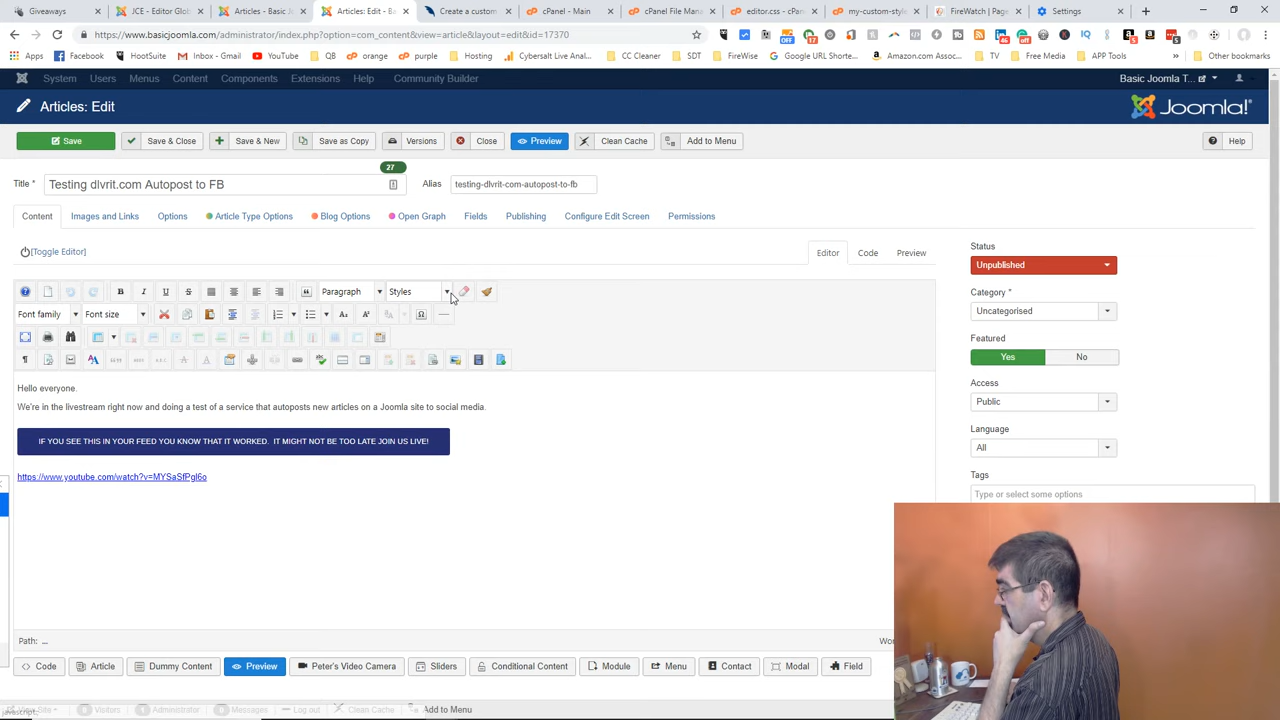 Giveaways
JCE - Editor Glob
Articles: - Basic Jo
Articles: Edit - Ba
Create a custom
cPanel - Main
cPanel File Mana
editor.css - cPan
my-custom-style
FireWatch | Page
Settings
https://www.basicjoomla.com/administrator/index.php?option=com_content&view=article&layout=edit&id=17370
Apps
Facebook
HootSuite
Inbox - Gmail
YouTube
QB
orange
purple
Hosting
Cybersalt Live Anal...
CC Cleaner
SDT
FireWise
Google URL Shorte...
Amazon.com Assoc...
TV
Free Media
APP Tools
Other bookmarks
System Users Menus Content Components Extensions Help Community Builder
Basic Joomla T...
Articles: Edit
Joomla!
Save
Save & Close
Save & New
Save as Copy
Versions
Close
Preview
Clean Cache
Add to Menu
Help
27
Title *
Testing dlvrit.com Autopost to FB
Alias
testing-dlvrit-com-autopost-to-fb
Content
Images and Links
Options
Article Type Options
Blog Options
Open Graph
Fields
Publishing
Configure Edit Screen
Permissions
[Toggle Editor]
Editor
Code
Preview
Status
Unpublished
Category *
Uncategorised
Featured
Yes
No
Access
Public
Language
All
Tags
Type or select some options
Paragraph
Styles
Font family
Font size
Hello everyone.
We're in the livestream right now and doing a test of a service that autoposts new articles on a Joomla site to social media.
IF YOU SEE THIS IN YOUR FEED YOU KNOW THAT IT WORKED. IT MIGHT NOT BE TOO LATE JOIN US LIVE!
https://www.youtube.com/watch?v=MYSaSfPgl6o
Path: ...
Code
Article
Dummy Content
Preview
Peter's Video Camera
Sliders
Conditional Content
Module
Menu
Contact
Modal
Field
View Site
Visitors
Administrator
Messages
Log out
Clean Cache
Add to Menu
javascript: